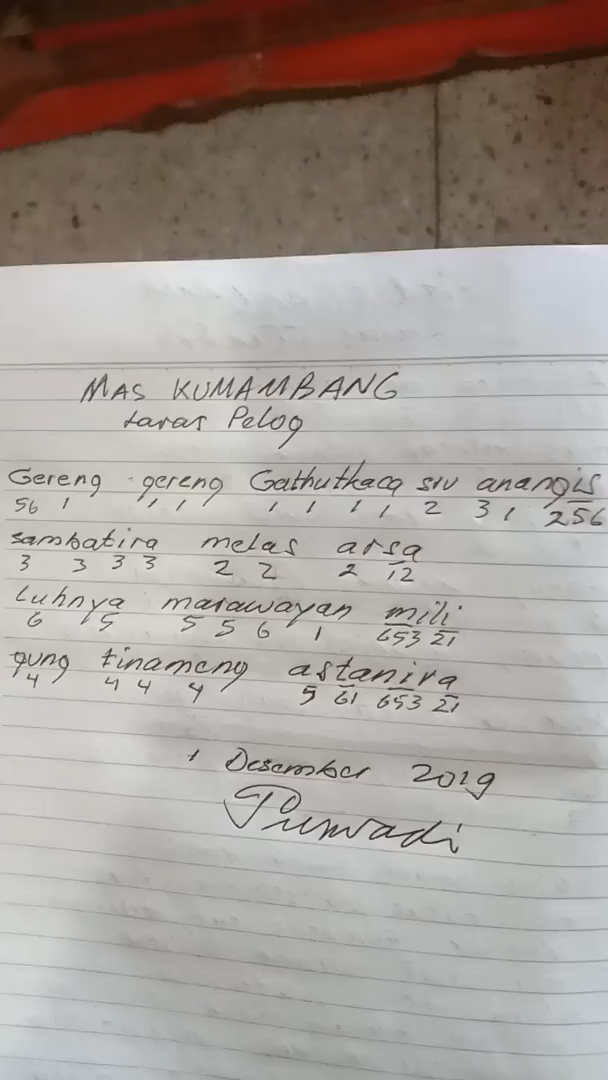 MAS KUMAMBANG
laras Pelog
Gereng gereng Gathutkaca sru anangis
56 1 1 1 1 1 1 1 1 2 3 1 256
sambatira melas arsa
3 3 3 3 2 2 2 12
Luhnya marawayan mili
6 5 5 5 6 1 653 21
gung tinameng astanira
4 4 4 4 5 61 653 21
1 Desember 2019
Purwadi